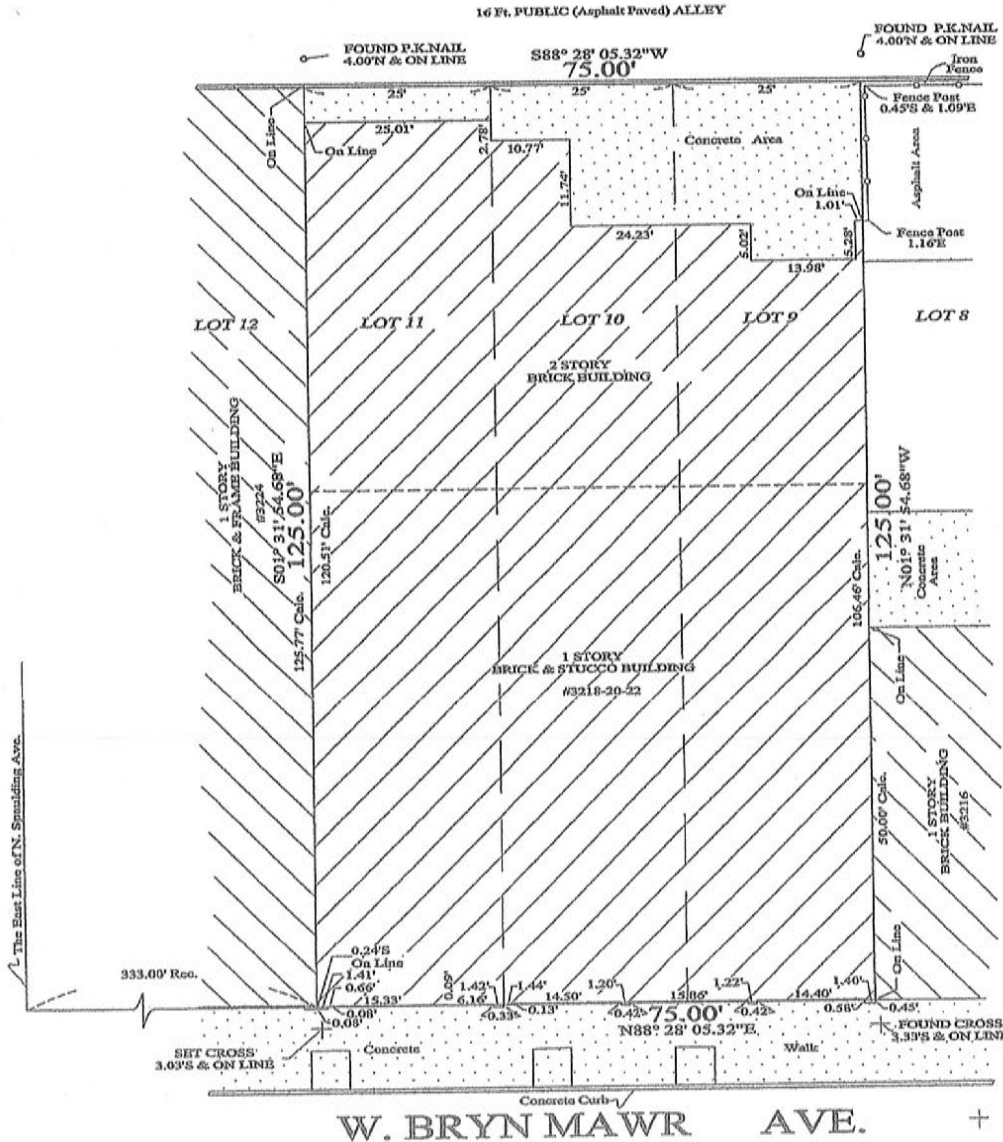 16 Ft. PUBLIC (Asphalt Paved) ALLEY
FOUND P.K.NAIL
4.00'N & ON LINE
S88° 28' 05.32"W
75.00'
FOUND P.K.NAIL
4.00'N & ON LINE
Iron
Fence
25'
25'
25'
Fence Post
0.45'S & 1.09'E
On Line
25.01'
On Line
2.78'
10.77'
Concrete Area
11.74'
Asphalt Area
On Line
1.01'
24.23'
5.02'
5.28'
Fence Post
1.16'E
13.98'
LOT 12
LOT 11
LOT 10
LOT 9
LOT 8
2 STORY
BRICK BUILDING
1 STORY
BRICK & FRAME BUILDING
#3224
S01° 31' 54.68"E
125.00'
120.51' Calc.
125.77' Calc.
125.00'
N01° 31' 54.68"W
Concrete
Area
106.46' Calc.
1 STORY
BRICK & STUCCO BUILDING
#3218-20-22
On Line
1 STORY
BRICK BUILDING
#3216
50.00' Calc.
The East Line of N. Spaulding Ave.
On Line
333.00' Rec.
0.24'S
On Line
1.41'
0.66'
15.33'
0.09'
1.42'
6.16'
1.44'
14.50'
1.20'
15.86'
1.22'
14.40'
1.40'
0.58'
0.45'
0.08'
0.08'
0.33'
0.13'
0.42'
75.00'
0.42'
N88° 28' 05.32"E
SET CROSS
3.03'S & ON LINE
Concrete
Walk
FOUND CROSS
3.33'S & ON LINE
Concrete Curb
W. BRYN MAWR AVE.